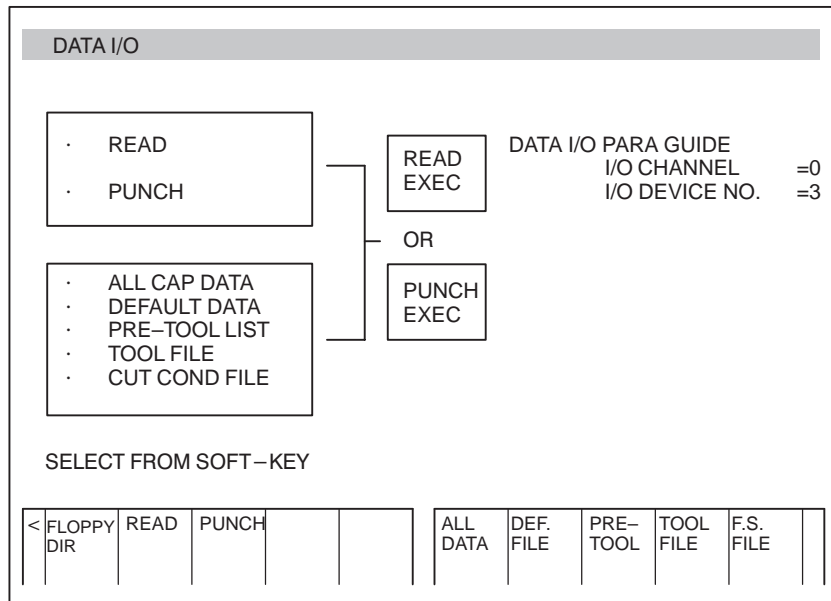 DATA I/O
· READ
· PUNCH
READ
EXEC
DATA I/O PARA GUIDE
I/O CHANNEL =0
I/O DEVICE NO. =3
OR
· ALL CAP DATA
· DEFAULT DATA
· PRE–TOOL LIST
· TOOL FILE
· CUT COND FILE
PUNCH
EXEC
SELECT FROM SOFT–KEY
<
FLOPPY
DIR
READ
PUNCH
ALL
DATA
DEF.
FILE
PRE–
TOOL
TOOL
FILE
F.S.
FILE